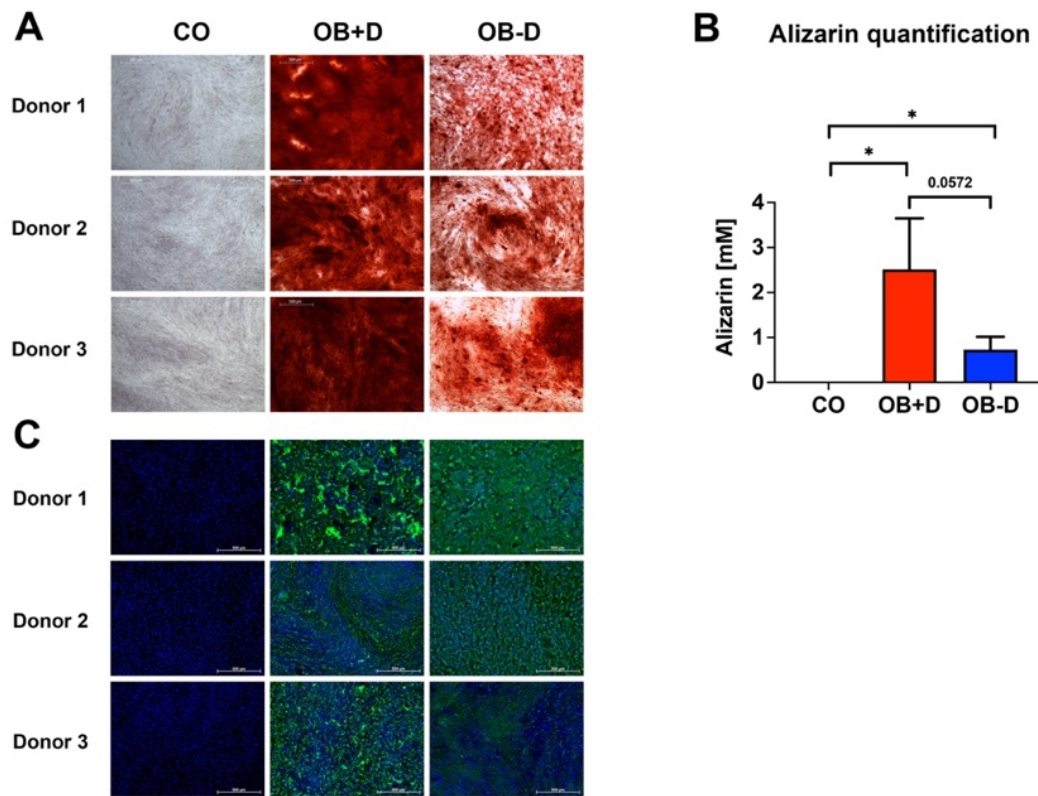 A
CO
OB+D
OB-D
Donor 1
Donor 2
Donor 3
B
Alizarin quantification
*
*
0.0572
Alizarin [mM]
4
3
2
1
0
CO
OB+D
OB-D
C
Donor 1
Donor 2
Donor 3